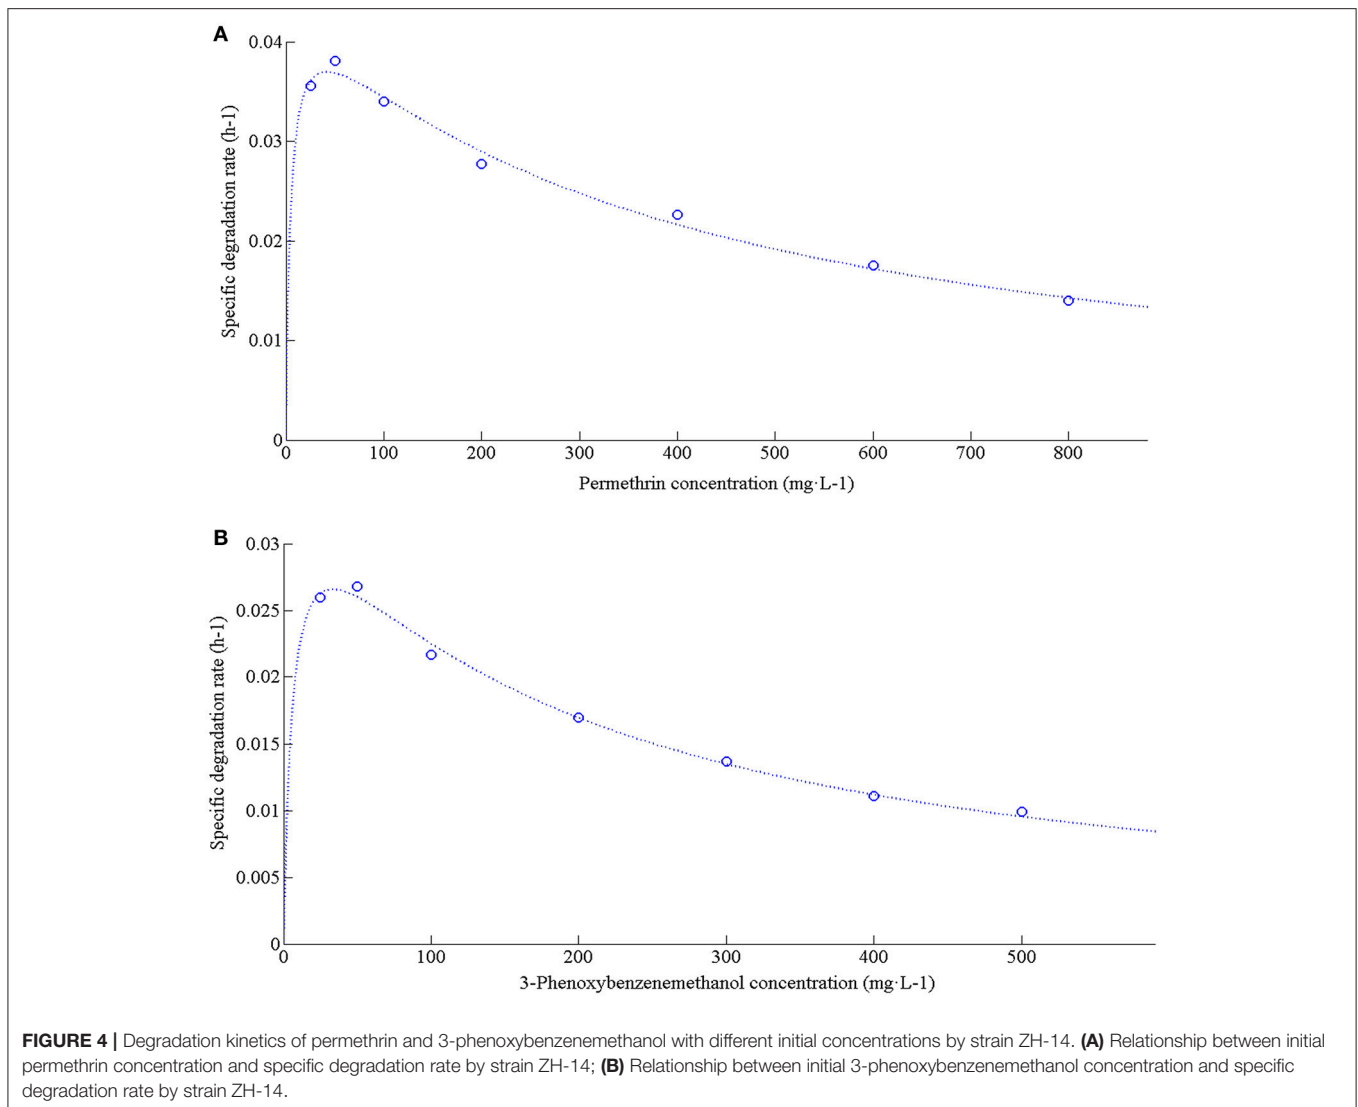 A
0.04
0.03
0.02
0.01
0
Specific degradation rate (h-1)
0 100 200 300 400 500 600 700 800
Permethrin concentration (mg·L-1)
B
0.03
0.025
0.02
0.015
0.01
0.005
0
Specific degradation rate (h-1)
0 100 200 300 400 500
3-Phenoxybenzenemethanol concentration (mg·L-1)
FIGURE 4 | Degradation kinetics of permethrin and 3-phenoxybenzenemethanol with different initial concentrations by strain ZH-14. (A) Relationship between initial
permethrin concentration and specific degradation rate by strain ZH-14; (B) Relationship between initial 3-phenoxybenzenemethanol concentration and specific
degradation rate by strain ZH-14.